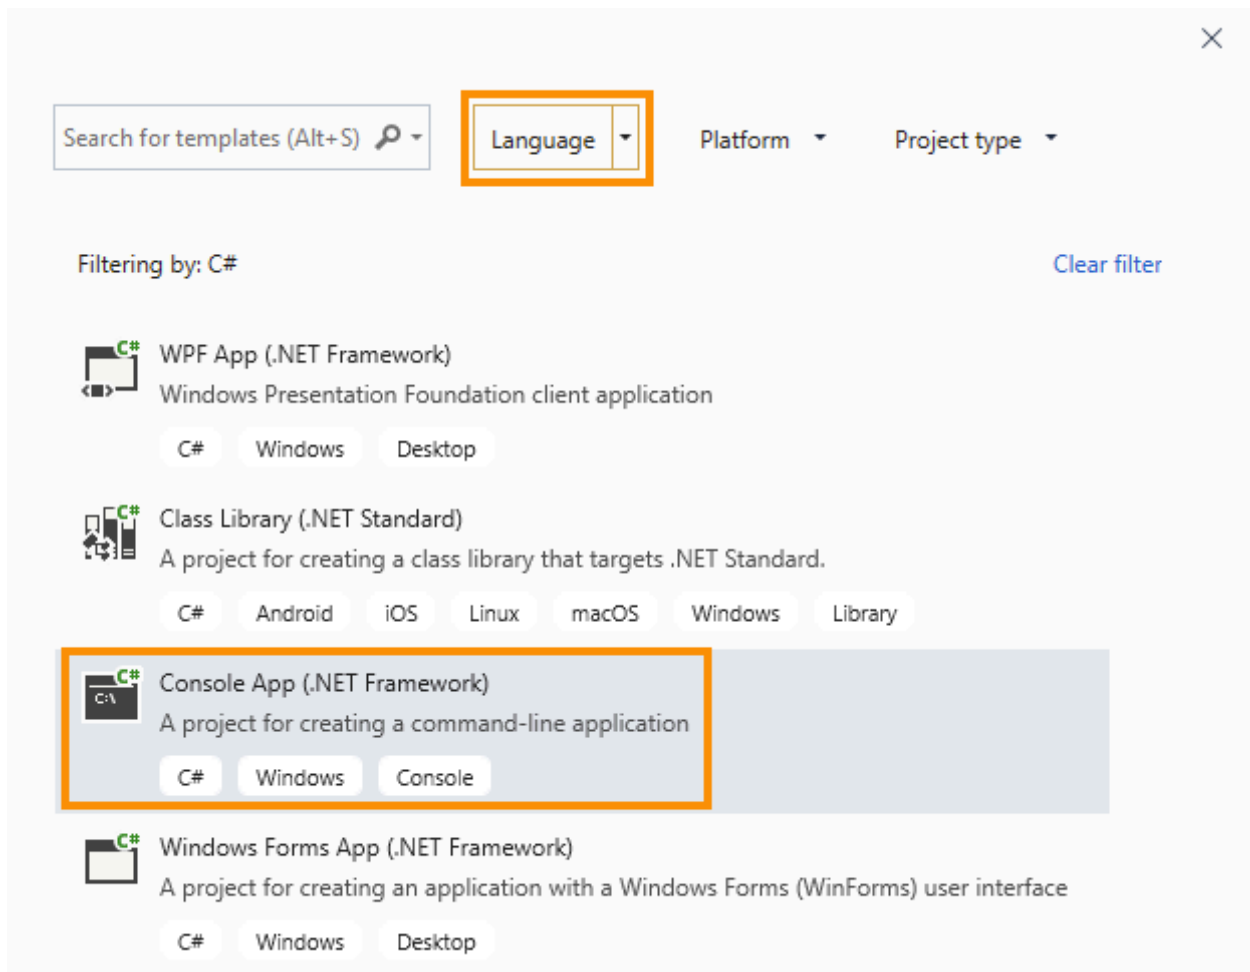 Search for templates (Alt+S) Language Platform Project type
Filtering by: C# Clear filter
C#
WPF App (.NET Framework)
Windows Presentation Foundation client application
C# Windows Desktop
C#
Class Library (.NET Standard)
A project for creating a class library that targets .NET Standard.
C# Android iOS Linux macOS Windows Library
C#
C:\
Console App (.NET Framework)
A project for creating a command-line application
C# Windows Console
C#
Windows Forms App (.NET Framework)
A project for creating an application with a Windows Forms (WinForms) user interface
C# Windows Desktop